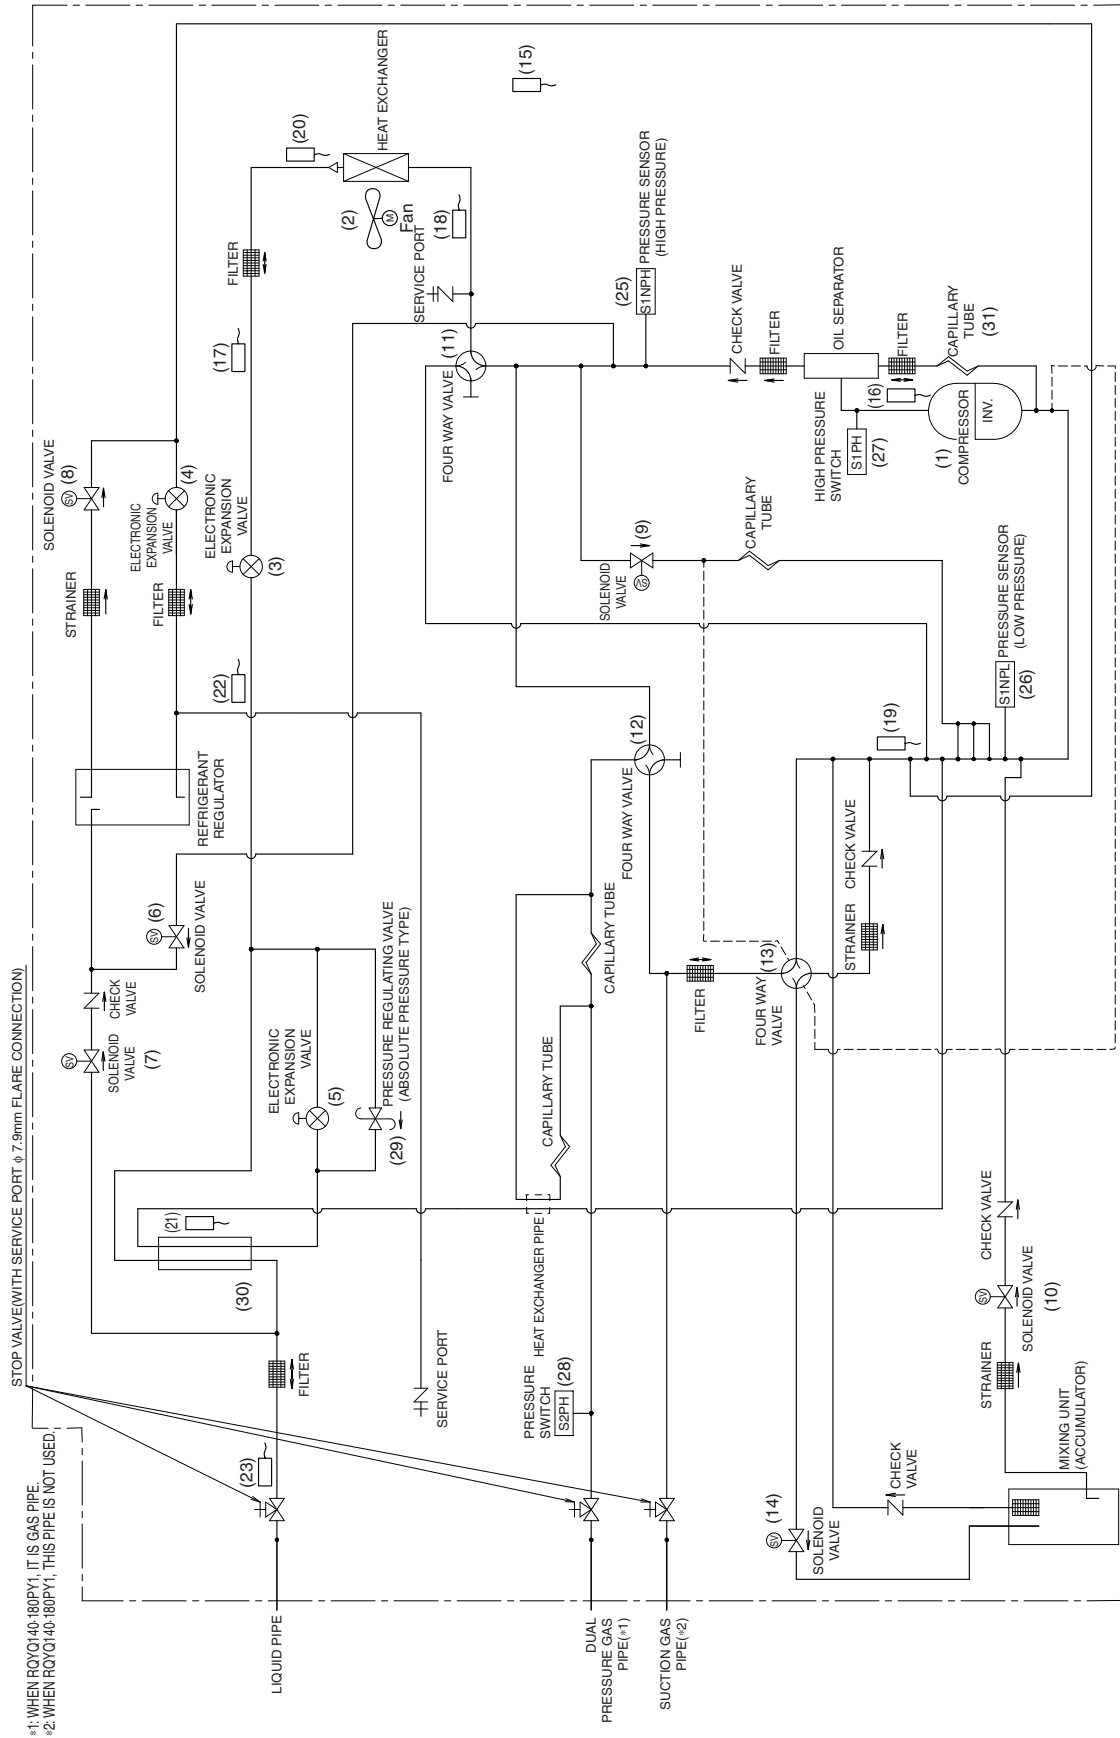 *1: WHEN RQYQ140·180PY1, IT IS GAS PIPE.
*2: WHEN RQYQ140·180PY1, THIS PIPE IS NOT USED.
STOP VALVE(WITH SERVICE PORT φ 7.9mm FLARE CONNECTION)
LIQUID PIPE
DUAL
PRESSURE GAS
PIPE(*1)
SUCTION GAS
PIPE(*2)
(23)
FILTER
SERVICE PORT
(30)
(21)
SV
SOLENOID
VALVE
(7)
CHECK
VALVE
SV
(6)
SOLENOID VALVE
REFRIGERANT
REGULATOR
STRAINER
SOLENOID VALVE
SV
(8)
FILTER
ELECTRONIC
EXPANSION
VALVE
(4)
(22)
ELECTRONIC
EXPANSION
VALVE
(3)
(17)
FILTER
(20)
HEAT EXCHANGER
(2)
M
Fan
(18)
SERVICE PORT
(15)
ELECTRONIC
EXPANSION
VALVE
(5)
PRESSURE REGULATING VALVE
(ABSOLUTE PRESSURE TYPE)
(29)
FOUR WAY VALVE
(11)
(25)
S1NPH
PRESSURE SENSOR
(HIGH PRESSURE)
CHECK VALVE
FILTER
OIL SEPARATOR
FILTER
CAPILLARY
TUBE
(31)
HIGH PRESSURE
SWITCH
S1PH
(27)
(16)
(1)
COMPRESSOR
INV.
SOLENOID
VALVE
SV
(9)
CAPILLARY
TUBE
S1NPL
(26)
PRESSURE SENSOR
(LOW PRESSURE)
(19)
FOUR WAY VALVE
(12)
CAPILLARY TUBE
CAPILLARY TUBE
HEAT EXCHANGER PIPE
PRESSURE
SWITCH
S2PH
(28)
FILTER
FOUR WAY
VALVE
(13)
STRAINER
CHECK VALVE
SV
(14)
SOLENOID
VALVE
CHECK
VALVE
MIXING UNIT
(ACCUMULATOR)
STRAINER
SV
SOLENOID VALVE
(10)
CHECK VALVE